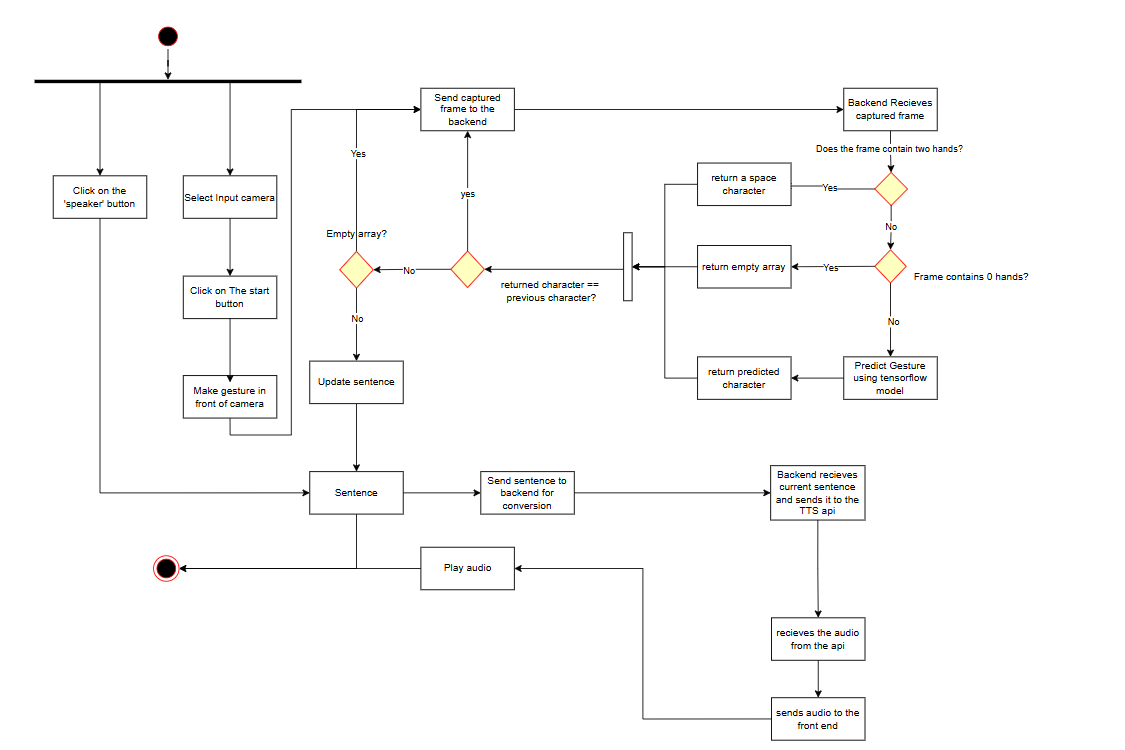 Send captured
frame to the
backend
Backend Recieves
captured frame
Does the frame contain two hands?
Yes
return a space
character
Yes
Click on the
'speaker' button
Select Input camera
yes
No
Empty array?
No
return empty array
Yes
Frame contains 0 hands?
returned character ==
previous character?
Click on The start
button
No
No
Update sentence
return predicted
character
Predict Gesture
using tensorflow
model
Make gesture in
front of camera
Sentence
Send sentence to
backend for
conversion
Backend recieves
current sentence
and sends it to the
TTS api
Play audio
recieves the audio
from the api
sends audio to the
front end